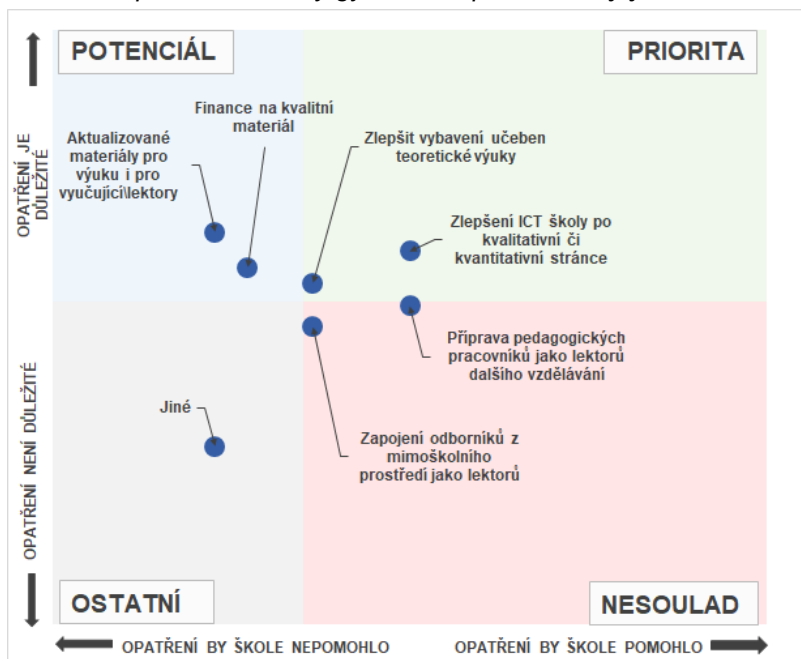 POTENCIÁL
PRIORITA
Finance na kvalitní
materiál
Aktualizované
materiály pro
výuku i pro
vyučující\lektory
Zlepšit vybavení učeben
teoretické výuky
Zlepšení ICT školy po
kvalitativní či
kvantitativní stránce
OPATŘENÍ JE
DŮLEŽITÉ
Příprava pedagogických
pracovníků jako lektorů
dalšího vzdělávání
Jiné
Zapojení odborníků z
mimoškolního
prostředí jako lektorů
OPATŘENÍ NENÍ DŮLEŽITÉ
OSTATNÍ
NESOULAD
OPATŘENÍ BY ŠKOLE NEPOMOHLO
OPATŘENÍ BY ŠKOLE POMOHLO